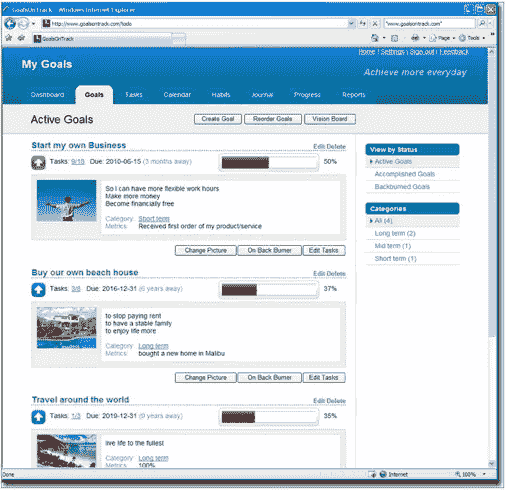 GoalsOnTrack - Windows Internet Explorer
http://www.goalsontrack.com/todo
"www.goalsontrack.com"
GoalsOnTrack
Page
Tools
Home | Settings | Sign out | Feedback
My Goals
Achieve more everyday
Dashboard Goals Tasks Calendar Habits Journal Progress Reports
Active Goals
Create Goal Reorder Goals Vision Board
Start my own Business
Edit Delete
Tasks: 9/18 Due: 2010-06-15 (3 months away) 50%
So I can have more flexible work hours
Make more money
Become financially free
Category: Short term
Metrics: Received first order of my product/service
Change Picture On Back Burner Edit Tasks
Buy our own beach house
Edit Delete
Tasks: 3/8 Due: 2016-12-31 (6 years away) 37%
to stop paying rent
to have a stable family
to enjoy life more
Category: Long term
Metrics: bought a new home in Malibu
Change Picture On Back Burner Edit Tasks
Travel around the world
Edit Delete
Tasks: 1/3 Due: 2019-12-31 (9 years away) 35%
live life to the fullest
Category: Long term
Metrics: 100%
View by Status
Active Goals
Accomplished Goals
Backburned Goals
Categories
All (4)
Long term (2)
Mid term (1)
Short term (1)
Done
Internet
100%